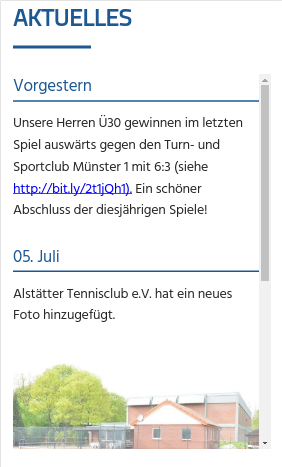 AKTUELLES
Vorgestern
Unsere Herren Ü30 gewinnen im letzten
Spiel auswärts gegen den Turn- und
Sportclub Münster 1 mit 6:3 (siehe
http://bit.ly/2t1jQh1). Ein schöner
Abschluss der diesjährigen Spiele!
05. Juli
Alstätter Tennisclub e.V. hat ein neues
Foto hinzugefügt.